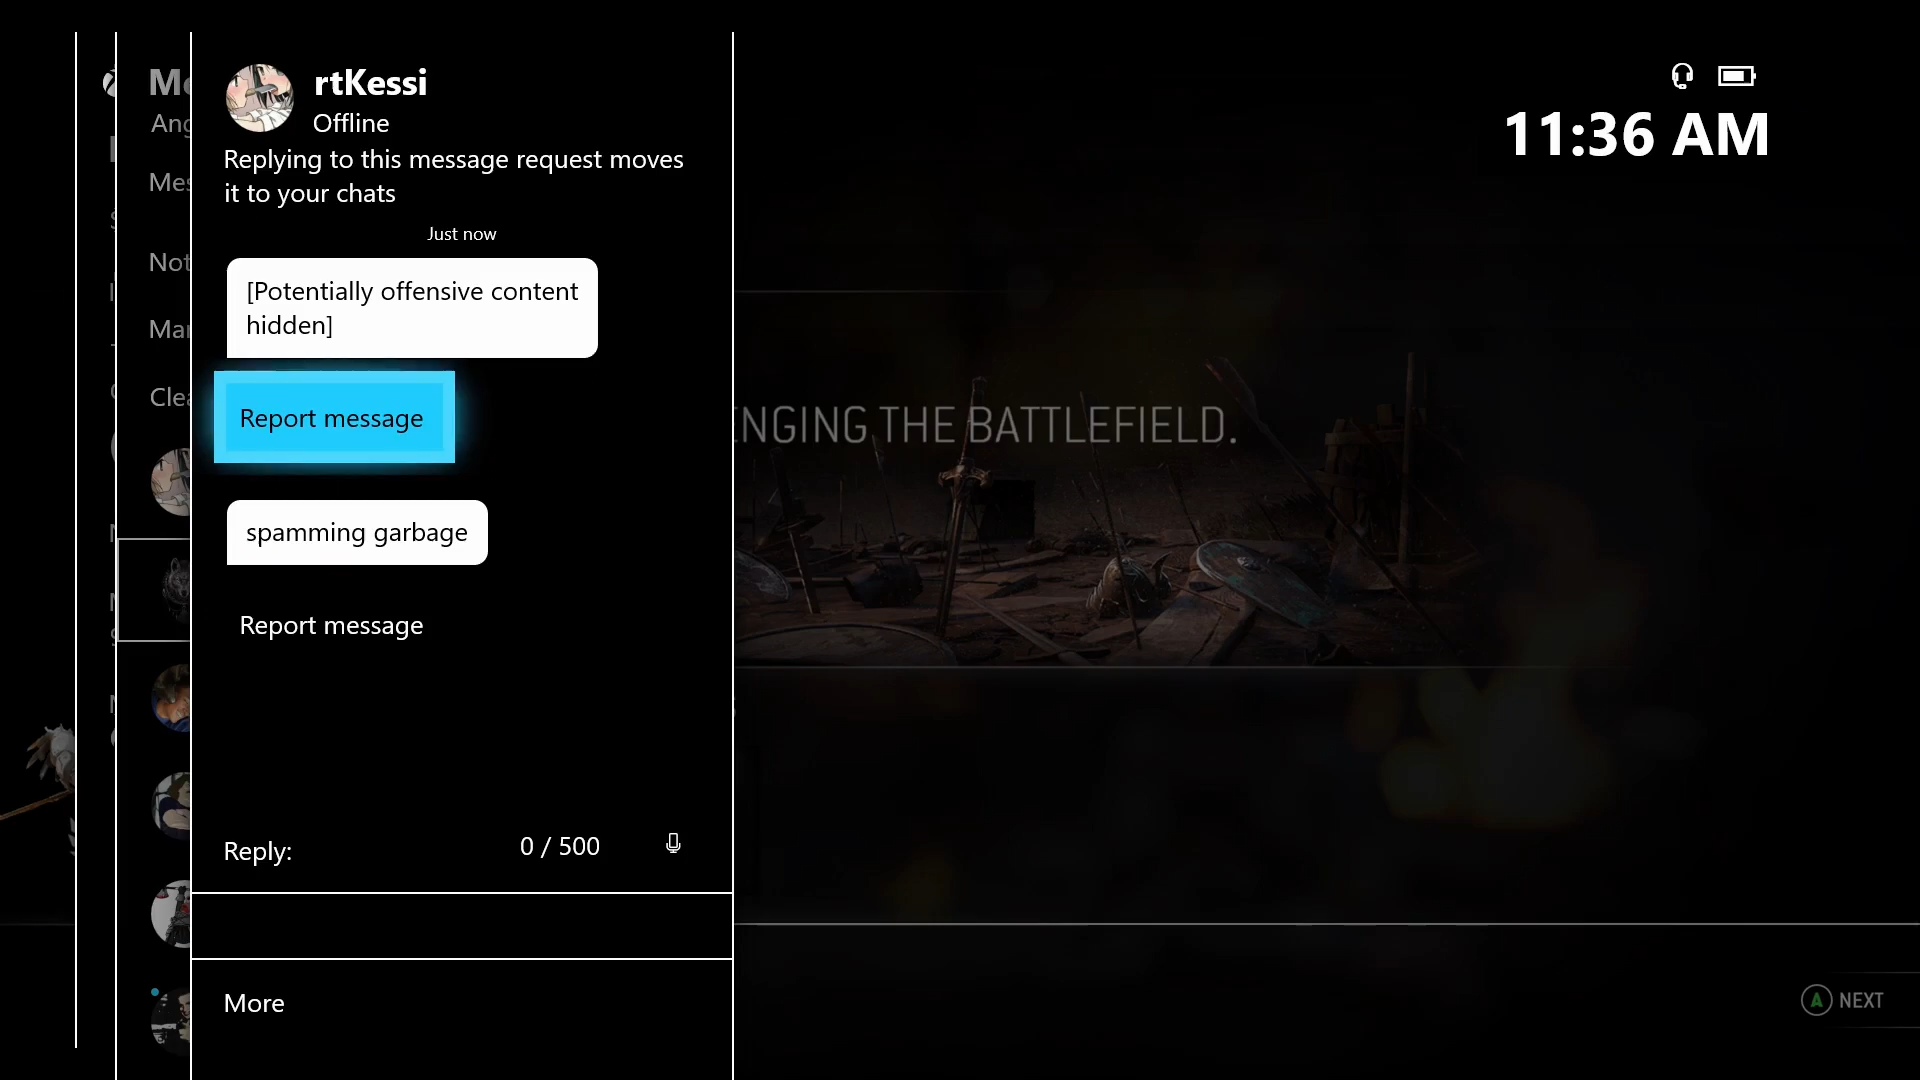 rtKessi
Offline
Replying to this message request moves
it to your chats
Just now
[Potentially offensive content
hidden]
Report message
spamming garbage
Report message
Reply:
0 / 500
More
11:36 AM
THE BATTLEFIELD.
A NEXT